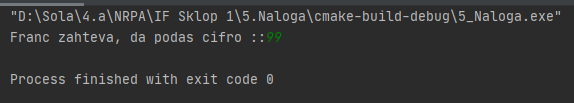 "D:\Sola\4.a\NRPA\IF Sklop 1\5.Naloga\cmake-build-debug\5_Naloga.exe"
Franc zahteva, da podas cifro ::99
Process finished with exit code 0